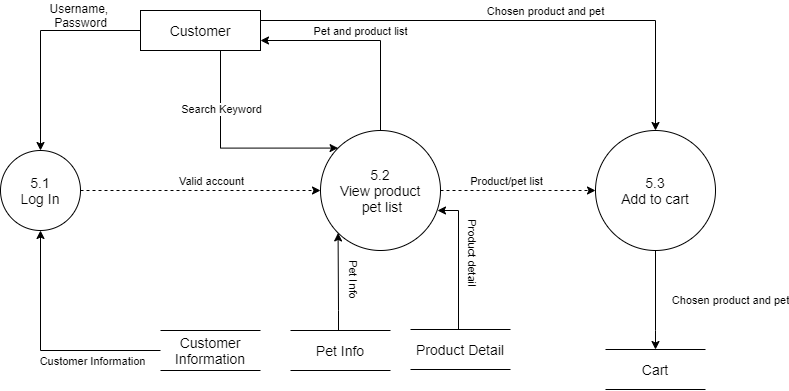 Username,
Password
Customer
Chosen product and pet
Pet and product list
Search Keyword
5.1
Log In
Valid account
5.2
View product
pet list
Product/pet list
5.3
Add to cart
Pet Info
Product detail
Chosen product and pet
Customer Information
Customer
Information
Pet Info
Product Detail
Cart